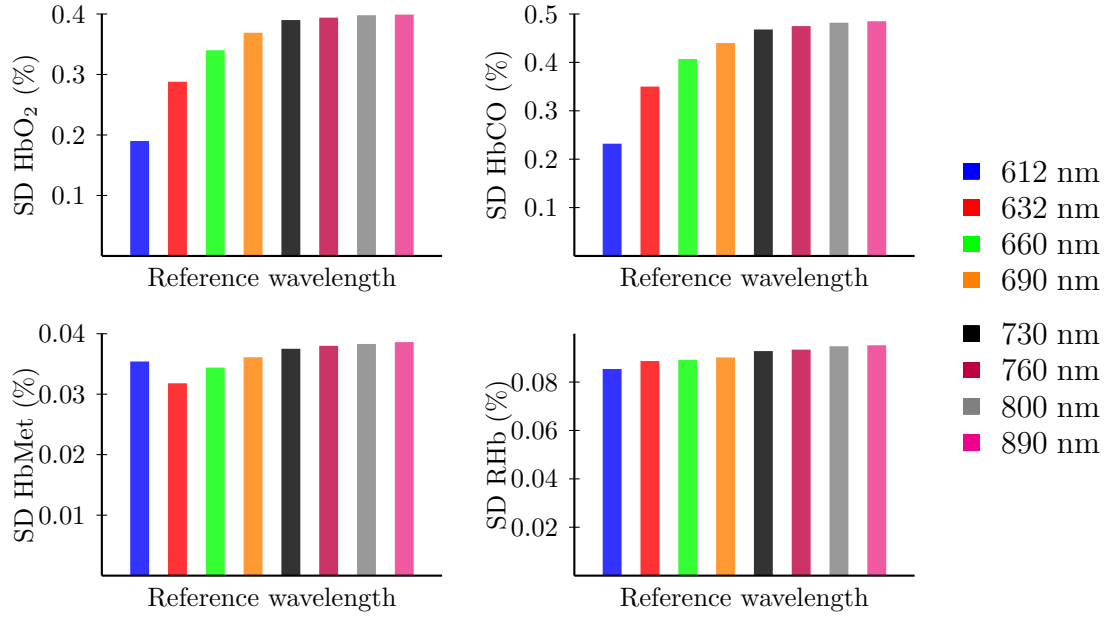 SD HbO₂ (%)
0.4
0.3
0.2
0.1
Reference wavelength
SD HbCO (%)
0.5
0.4
0.3
0.2
0.1
Reference wavelength
612 nm
632 nm
660 nm
690 nm
730 nm
760 nm
800 nm
890 nm
SD HbMet (%)
0.04
0.03
0.02
0.01
Reference wavelength
SD RHb (%)
0.08
0.06
0.04
0.02
Reference wavelength